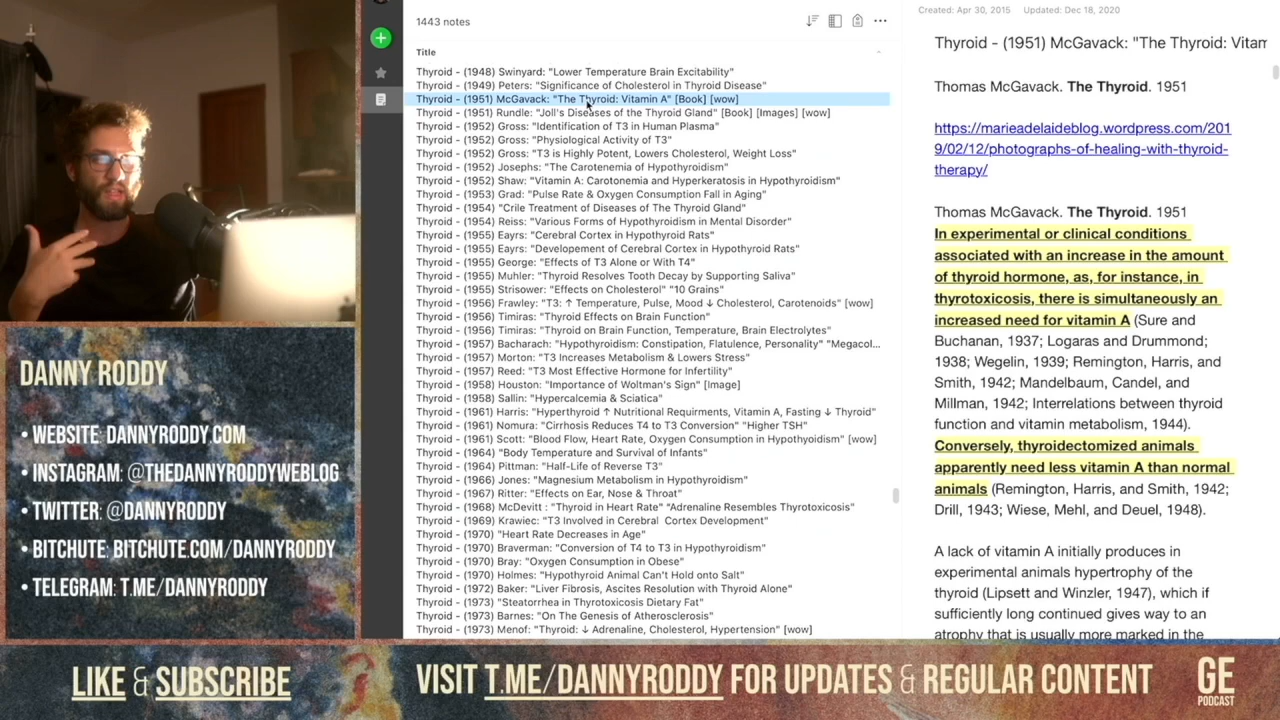 DANNY RODDY
• WEBSITE: DANNYRODDY.COM
• INSTAGRAM: @THEDANNYRODDYWEBLOG
• TWITTER: @DANNYRODDY
• BITCHUTE: BITCHUTE.COM/DANNYRODDY
• TELEGRAM: T.ME/DANNYRODDY
1443 notes
Title
Thyroid - (1948) Swinyard: "Lower Temperature Brain Excitability"
Thyroid - (1949) Peters: "Significance of Cholesterol in Thyroid Disease"
Thyroid - (1951) McGavack: "The Thyroid: Vitamin A" [Book] [wow]
Thyroid - (1951) Rundle: "Joll's Diseases of the Thyroid Gland" [Book] [Images] [wow]
Thyroid - (1952) Gross: "Identification of T3 in Human Plasma"
Thyroid - (1952) Gross: "Physiological Activity of T3"
Thyroid - (1952) Gross: "T3 is Highly Potent, Lowers Cholesterol, Weight Loss"
Thyroid - (1952) Josephs: "The Carotenemia of Hypothyroidism"
Thyroid - (1952) Shaw: "Vitamin A: Carotonemia and Hyperkeratosis in Hypothyroidism"
Thyroid - (1953) Grad: "Pulse Rate & Oxygen Consumption Fall in Aging"
Thyroid - (1954) "Crile Treatment of Diseases of The Thyroid Gland"
Thyroid - (1954) Reiss: "Various Forms of Hypothyroidism in Mental Disorder"
Thyroid - (1955) Eayrs: "Cerebral Cortex in Hypothyroid Rats"
Thyroid - (1955) Eayrs: "Developement of Cerebral Cortex in Hypothyroid Rats"
Thyroid - (1955) George: "Effects of T3 Alone or With T4"
Thyroid - (1955) Muhler: "Thyroid Resolves Tooth Decay by Supporting Saliva"
Thyroid - (1955) Strisower: "Effects on Cholesterol" "10 Grains"
Thyroid - (1956) Frawley: "T3: ↑ Temperature, Pulse, Mood ↓ Cholesterol, Carotenoids" [wow]
Thyroid - (1956) Timiras: "Thyroid Effects on Brain Function"
Thyroid - (1956) Timiras: "Thyroid on Brain Function, Temperature, Brain Electrolytes"
Thyroid - (1957) Bacharach: "Hypothyroidism: Constipation, Flatulence, Personality" "Megacol...
Thyroid - (1957) Morton: "T3 Increases Metabolism & Lowers Stress"
Thyroid - (1957) Reed: "T3 Most Effective Hormone for Infertility"
Thyroid - (1958) Houston: "Importance of Woltman's Sign" [Image]
Thyroid - (1958) Sallin: "Hypercalcemia & Sciatica"
Thyroid - (1961) Harris: "Hyperthyroid ↑ Nutritional Requirments, Vitamin A, Fasting ↓ Thyroid"
Thyroid - (1961) Nomura: "Cirrhosis Reduces T4 to T3 Conversion" "Higher TSH"
Thyroid - (1961) Scott: "Blood Flow, Heart Rate, Oxygen Consumption in Hypothyoidism" [wow]
Thyroid - (1964) "Body Temperature and Survival of Infants"
Thyroid - (1964) Pittman: "Half-Life of Reverse T3"
Thyroid - (1966) Jones: "Magnesium Metabolism in Hypothyroidism"
Thyroid - (1967) Ritter: "Effects on Ear, Nose & Throat"
Thyroid - (1968) McDevitt : "Thyroid in Heart Rate" "Adrenaline Resembles Thyrotoxicosis"
Thyroid - (1969) Krawiec: "T3 Involved in Cerebral  Cortex Development"
Thyroid - (1970) "Heart Rate Decreases in Age"
Thyroid - (1970) Braverman: "Conversion of T4 to T3 in Hypothyroidism"
Thyroid - (1970) Bray: "Oxygen Consumption in Obese"
Thyroid - (1970) Holmes: "Hypothyroid Animal Can't Hold onto Salt"
Thyroid - (1972) Baker: "Liver Fibrosis, Ascites Resolution with Thyroid Alone"
Thyroid - (1973) "Steatorrhea in Thyrotoxicosis Dietary Fat"
Thyroid - (1973) Barnes: "On The Genesis of Atherosclerosis"
Thyroid - (1973) Menof: "Thyroid: ↓ Adrenaline, Cholesterol, Hypertension" [wow]
Created: Apr 30, 2015 Updated: Dec 18, 2020
Thyroid - (1951) McGavack: "The Thyroid: Vitam
Thomas McGavack. The Thyroid. 1951
https://marieadelaideblog.wordpress.com/201
9/02/12/photographs-of-healing-with-thyroid-
therapy/
Thomas McGavack. The Thyroid. 1951
In experimental or clinical conditions
associated with an increase in the amount
of thyroid hormone, as, for instance, in
thyrotoxicosis, there is simultaneously an
increased need for vitamin A (Sure and
Buchanan, 1937; Logaras and Drummond;
1938; Wegelin, 1939; Remington, Harris, and
Smith, 1942; Mandelbaum, Candel, and
Millman, 1942; Interrelations between thyroid
function and vitamin metabolism, 1944).
Conversely, thyroidectomized animals
apparently need less vitamin A than normal
animals (Remington, Harris, and Smith, 1942;
Drill, 1943; Wiese, Mehl, and Deuel, 1948).
A lack of vitamin A initially produces in
experimental animals hypertrophy of the
thyroid (Lipsett and Winzler, 1947), which if
sufficiently long continued gives way to an
atrophy that is usually more marked in the
LIKE & SUBSCRIBE
VISIT T.ME/DANNYRODDY FOR UPDATES & REGULAR CONTENT
GE
PODCAST